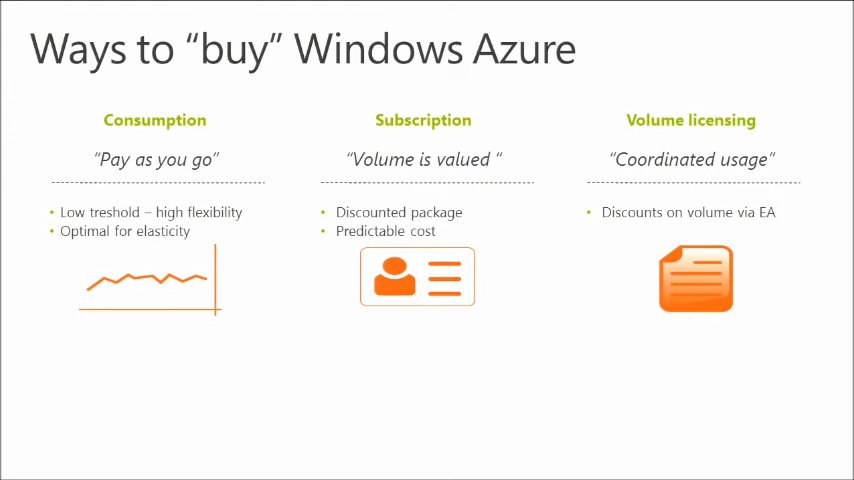 Ways to “buy” Windows Azure
Consumption
“Pay as you go”
• Low treshold – high flexibility
• Optimal for elasticity
Subscription
“Volume is valued “
• Discounted package
• Predictable cost
Volume licensing
“Coordinated usage”
• Discounts on volume via EA